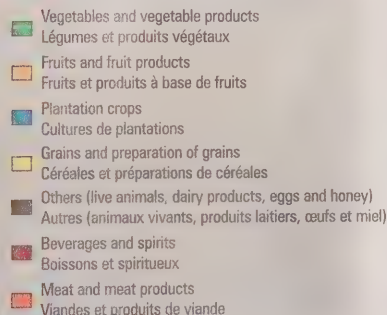 Vegetables and vegetable products
Légumes et produits végétaux
Fruits and fruit products
Fruits et produits à base de fruits
Plantation crops
Cultures de plantations
Grains and preparation of grains
Céréales et préparations de céréales
Others (live animals, dairy products, eggs and honey)
Autres (animaux vivants, produits laitiers, œufs et miel)
Beverages and spirits
Boissons et spiritueux
Meat and meat products
Viandes et produits de viande